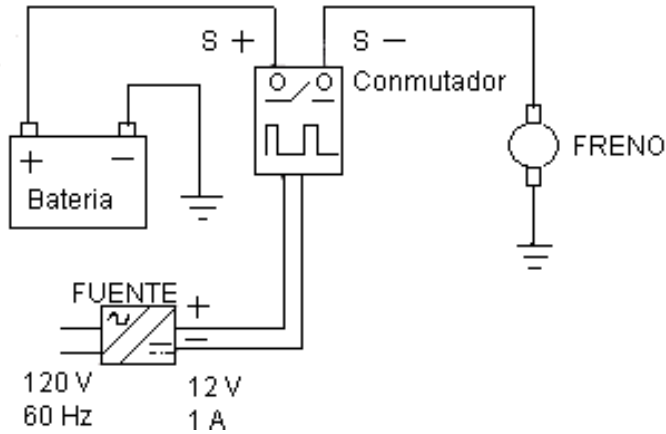 S + S −
Conmutador
+ −
Bateria
FRENO
FUENTE +
−
120 V 12 V
60 Hz 1 A